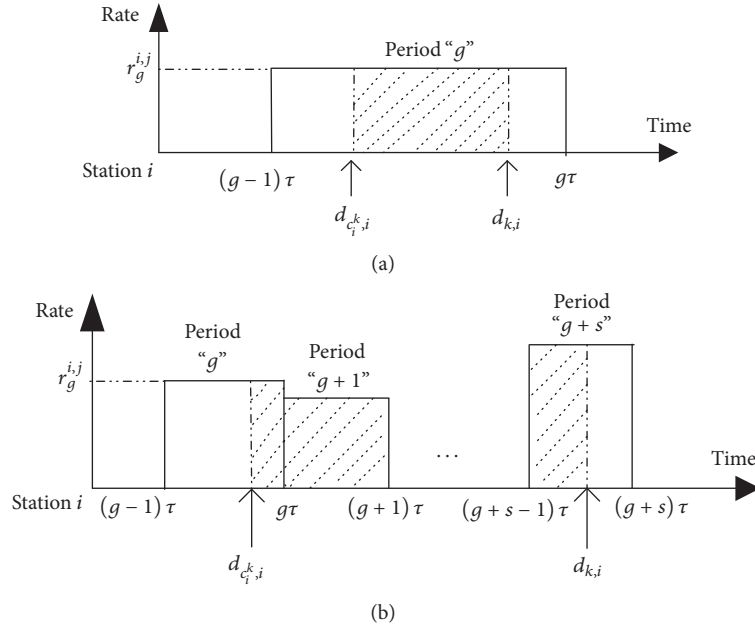 Rate
Period “g”
r_g^{i,j}
Time
Station i
(g − 1) τ
gτ
d_{c_i^k,i}
d_{k,i}
(a)
Rate
Period
“g + s”
Period
“g”
Period
“g + 1”
r_g^{i,j}
...
Time
Station i
(g − 1) τ
gτ
(g + 1) τ
(g + s − 1) τ
(g + s) τ
d_{c_i^k,i}
d_{k,i}
(b)